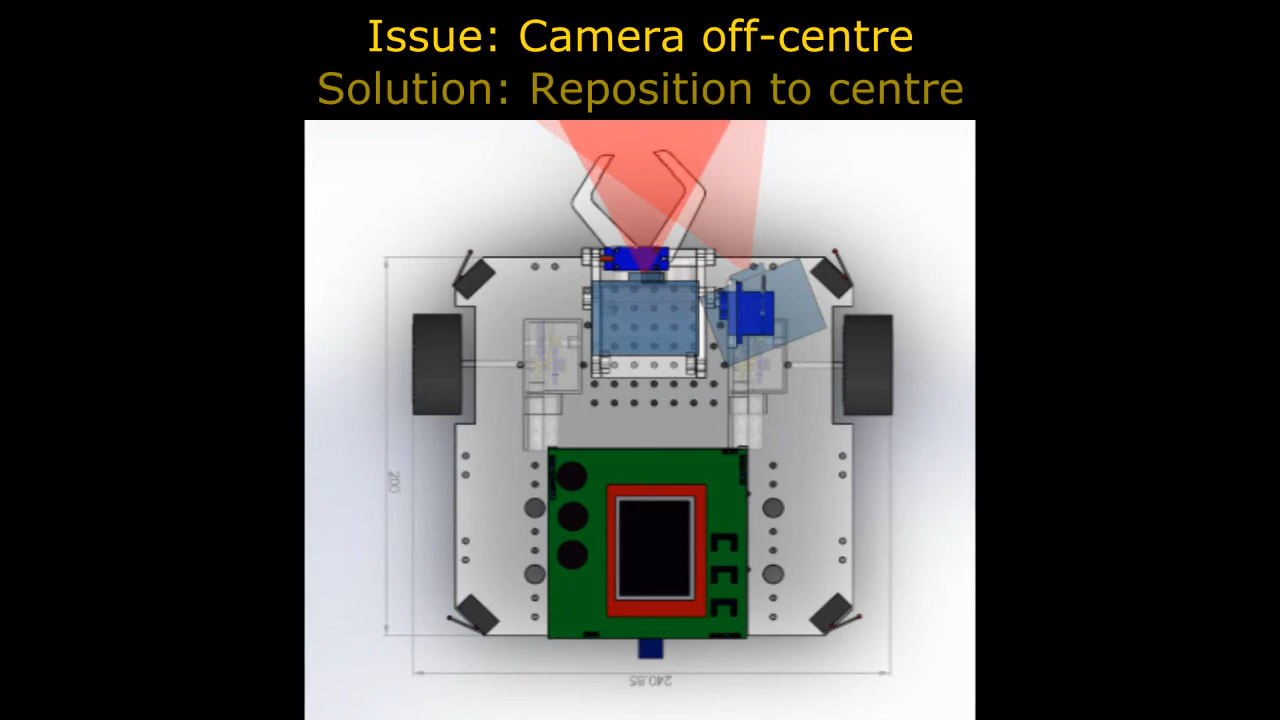 Issue: Camera off-centre
Solution: Reposition to centre
200
240.85